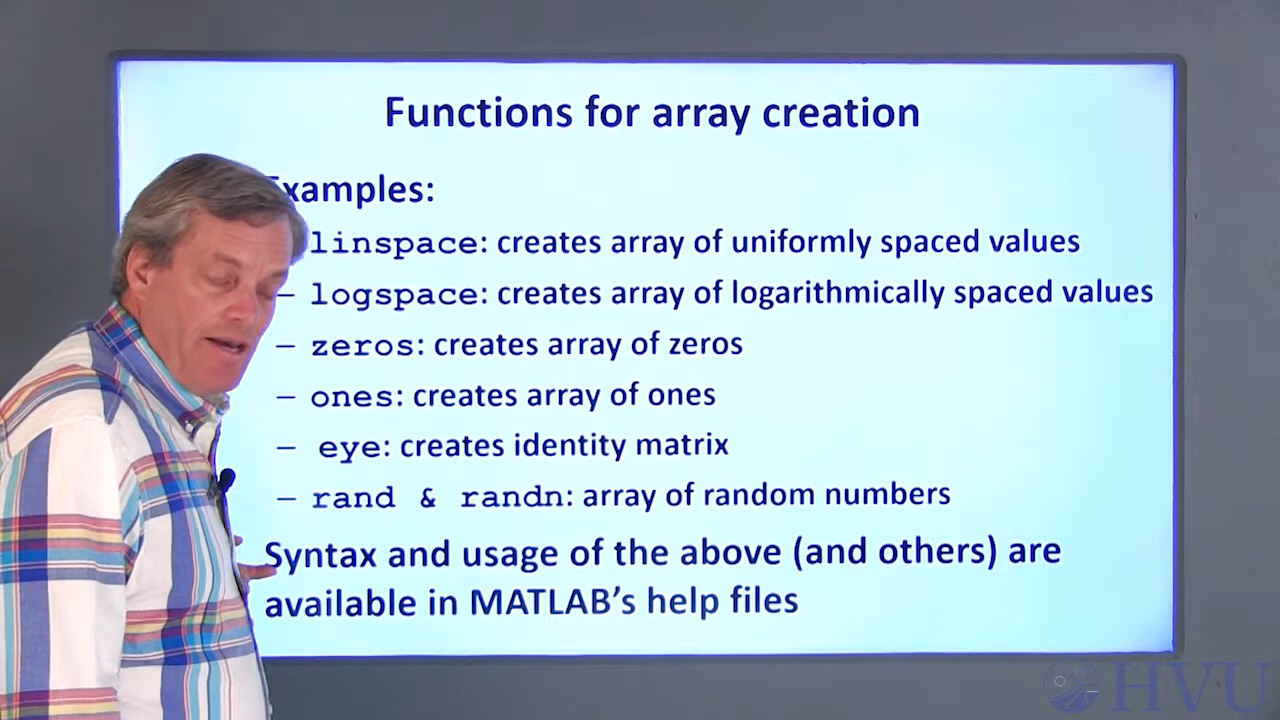 Functions for array creation
Examples:
linspace: creates array of uniformly spaced values
– logspace: creates array of logarithmically spaced values
– zeros: creates array of zeros
– ones: creates array of ones
– eye: creates identity matrix
– rand & randn: array of random numbers
Syntax and usage of the above (and others) are
available in MATLAB's help files
HVU